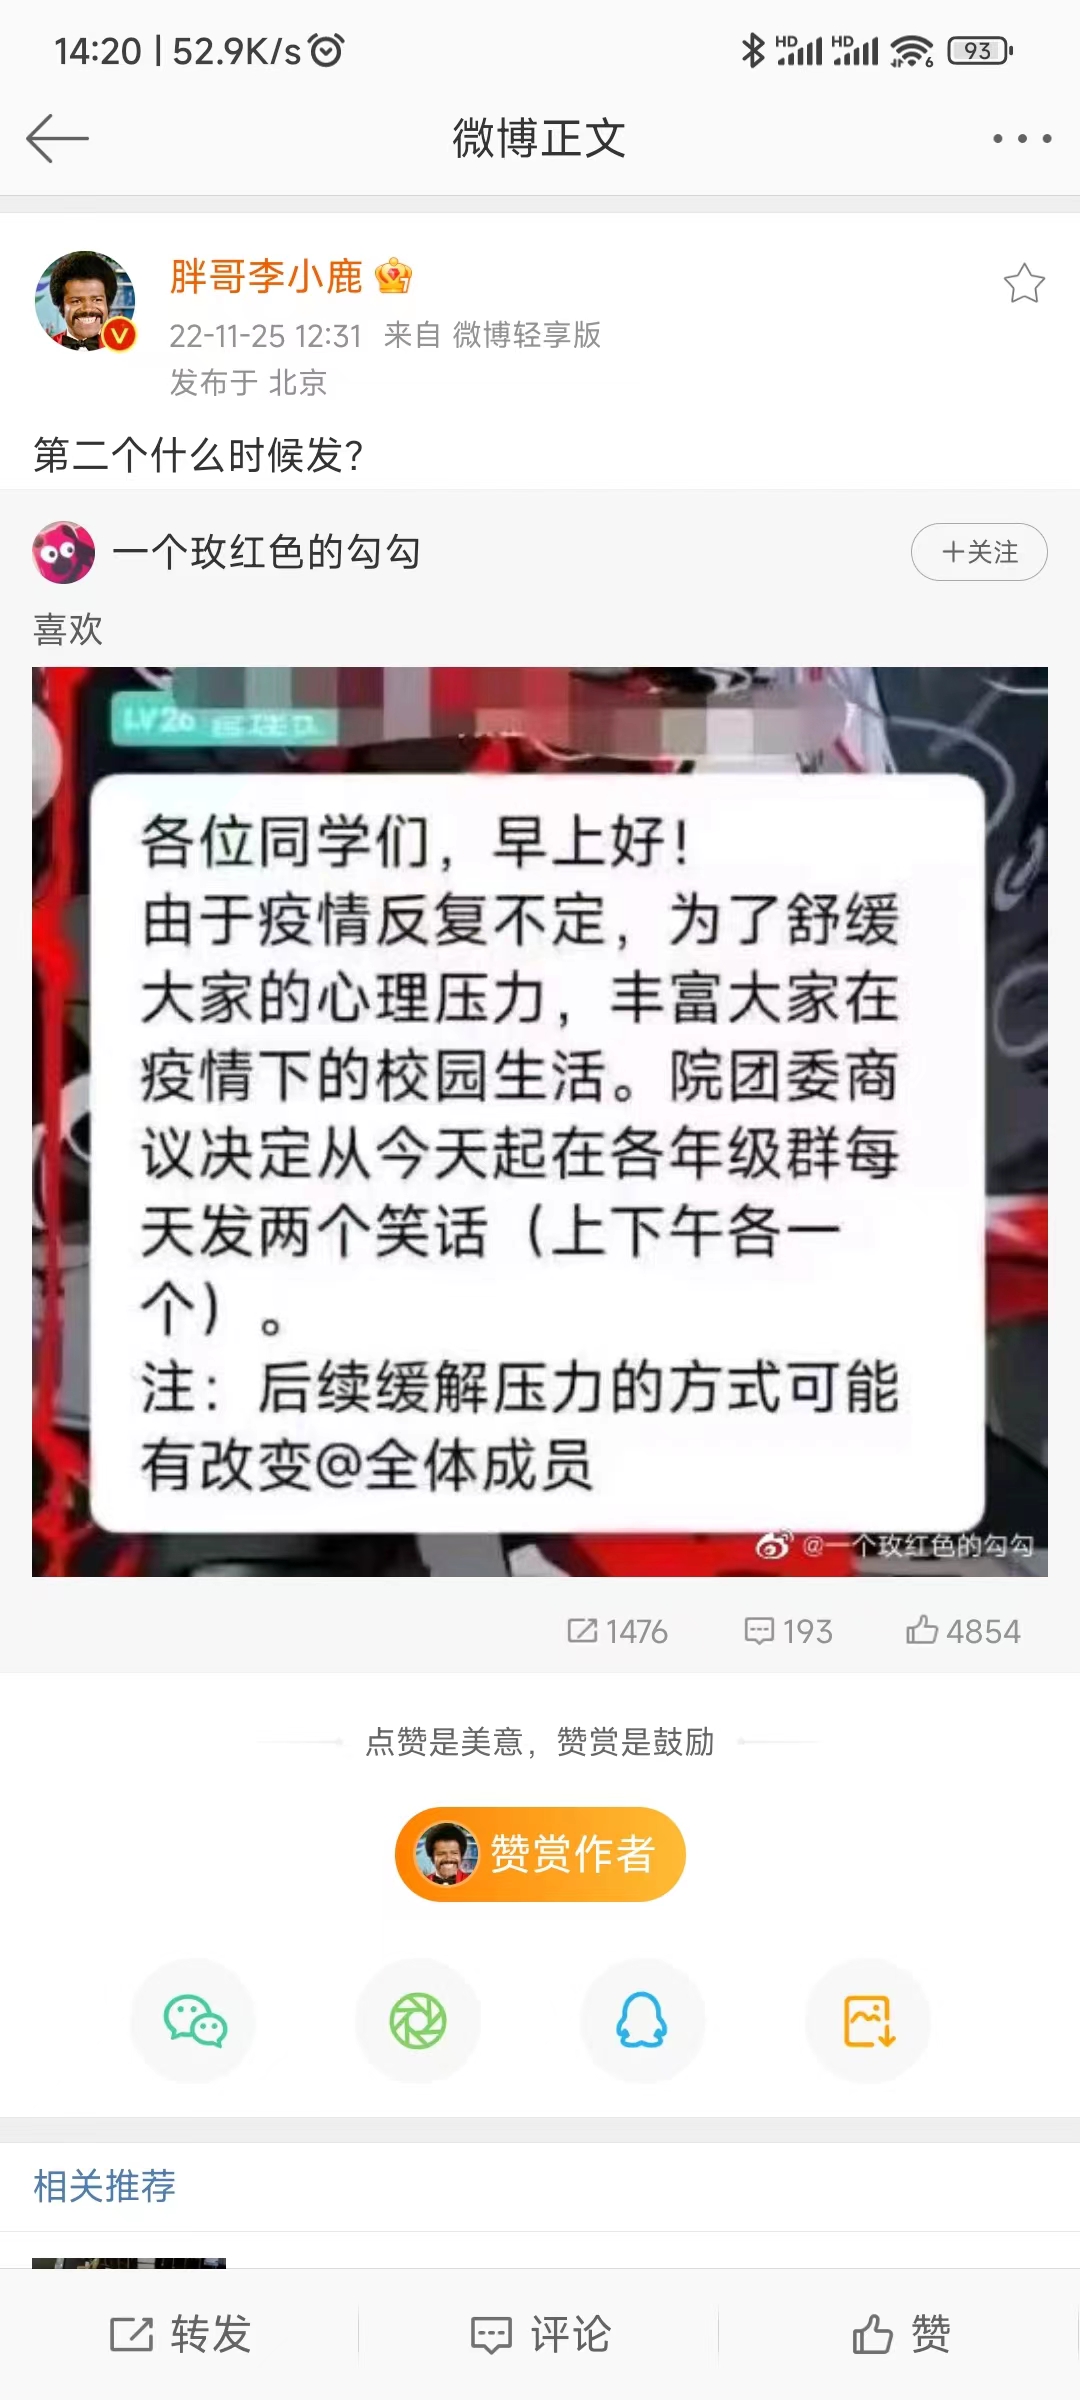 14:20 | 52.9K/s
HD HD 6 93
微博正文
胖哥李小鹿
22-11-25 12:31 来自 微博轻享版
发布于 北京
第二个什么时候发?
一个玫红色的勾勾
+关注
喜欢
LV26
各位同学们，早上好！
由于疫情反复不定，为了舒缓
大家的心理压力，丰富大家在
疫情下的校园生活。院团委商
议决定从今天起在各年级群每
天发两个笑话（上下午各一
个）。
注：后续缓解压力的方式可能
有改变@全体成员
@一个玫红色的勾勾
1476 193 4854
点赞是美意，赞赏是鼓励
赞赏作者
相关推荐
转发 评论 赞